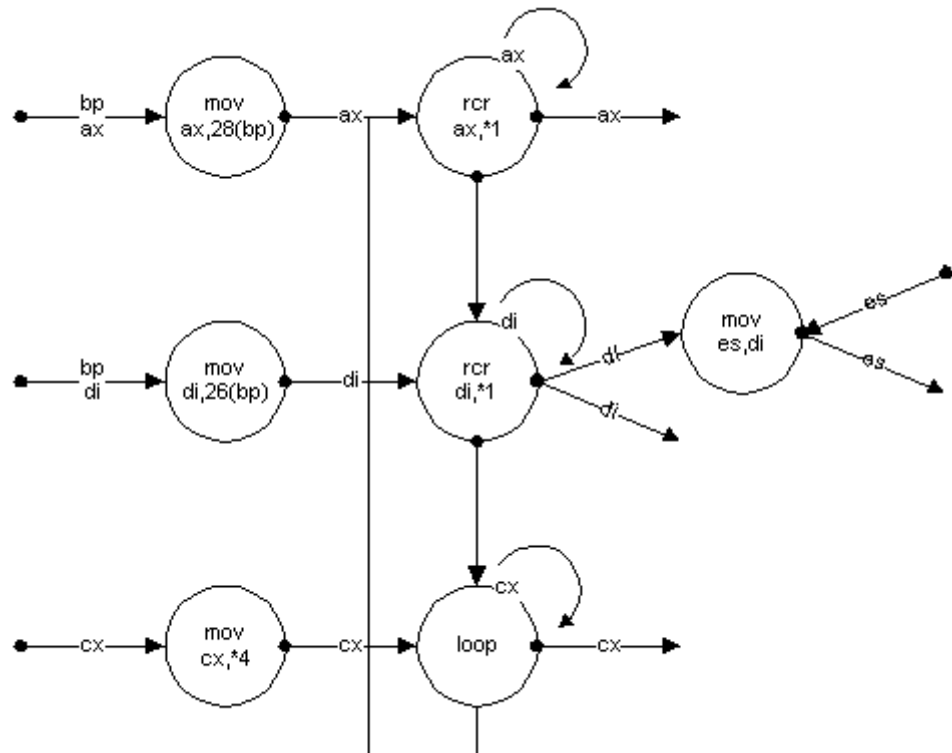 ax
bp
ax
mov
ax,28(bp)
ax
rcr
ax,*1
ax
di
bp
di
mov
di,26(bp)
di
rcr
di,*1
di
di
mov
es,di
es
es
cx
cx
mov
cx,*4
cx
loop
cx